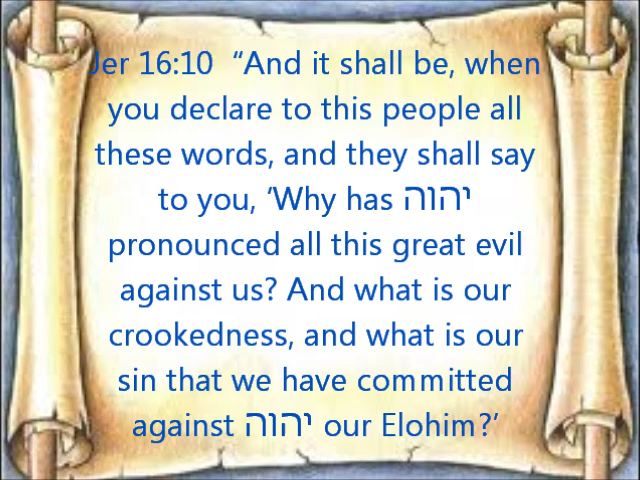 Jer 16:10  “And it shall be, when
you declare to this people all
these words, and they shall say
to you, ‘Why has יהוה
pronounced all this great evil
against us? And what is our
crookedness, and what is our
sin that we have committed
against יהוה our Elohim?’